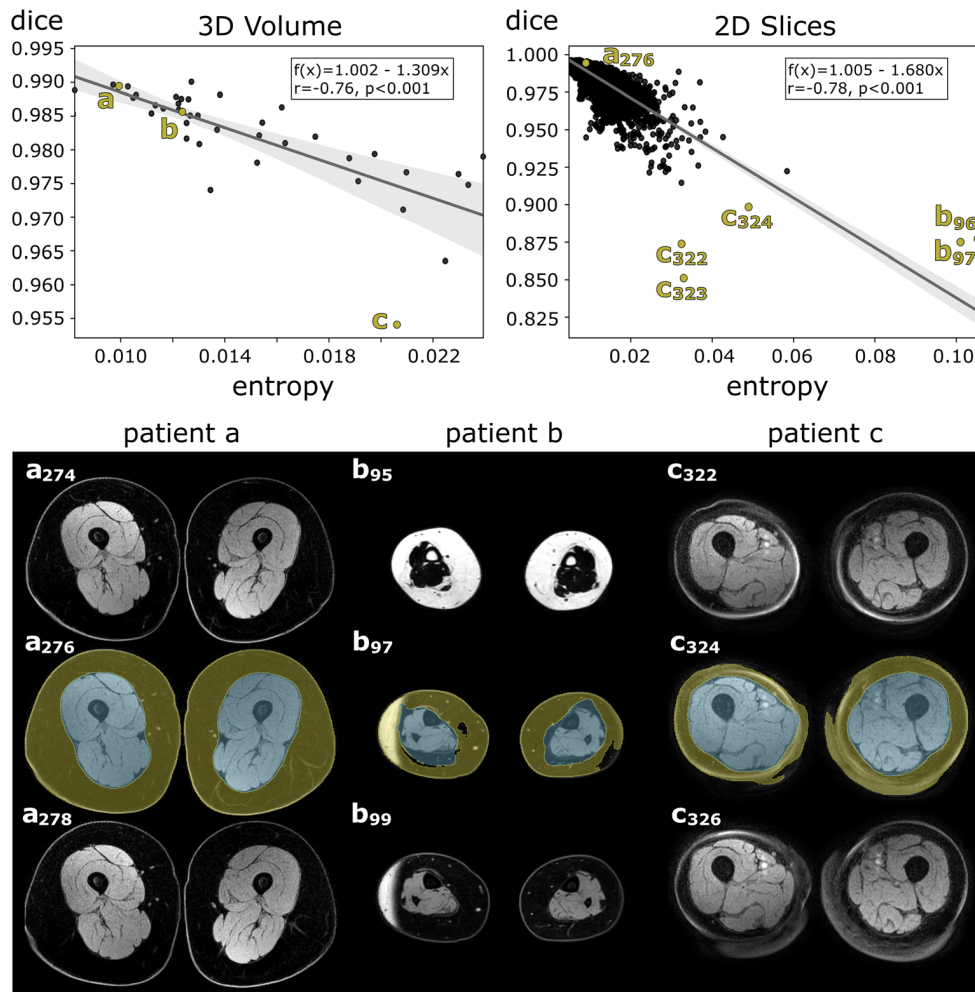 dice
3D Volume
0.995
0.990
0.985
0.980
0.975
0.970
0.965
0.960
0.955
f(x)=1.002 - 1.309x
r=-0.76, p<0.001
a
b
c
0.010
0.014
0.018
0.022
entropy
dice
2D Slices
1.000
0.975
0.950
0.925
0.900
0.875
0.850
0.825
a276
f(x)=1.005 - 1.680x
r=-0.78, p<0.001
c324
c322
c323
b96
b97
0.02
0.04
0.06
0.08
0.10
entropy
patient a
patient b
patient c
a274
b95
c322
a276
b97
c324
a278
b99
c326